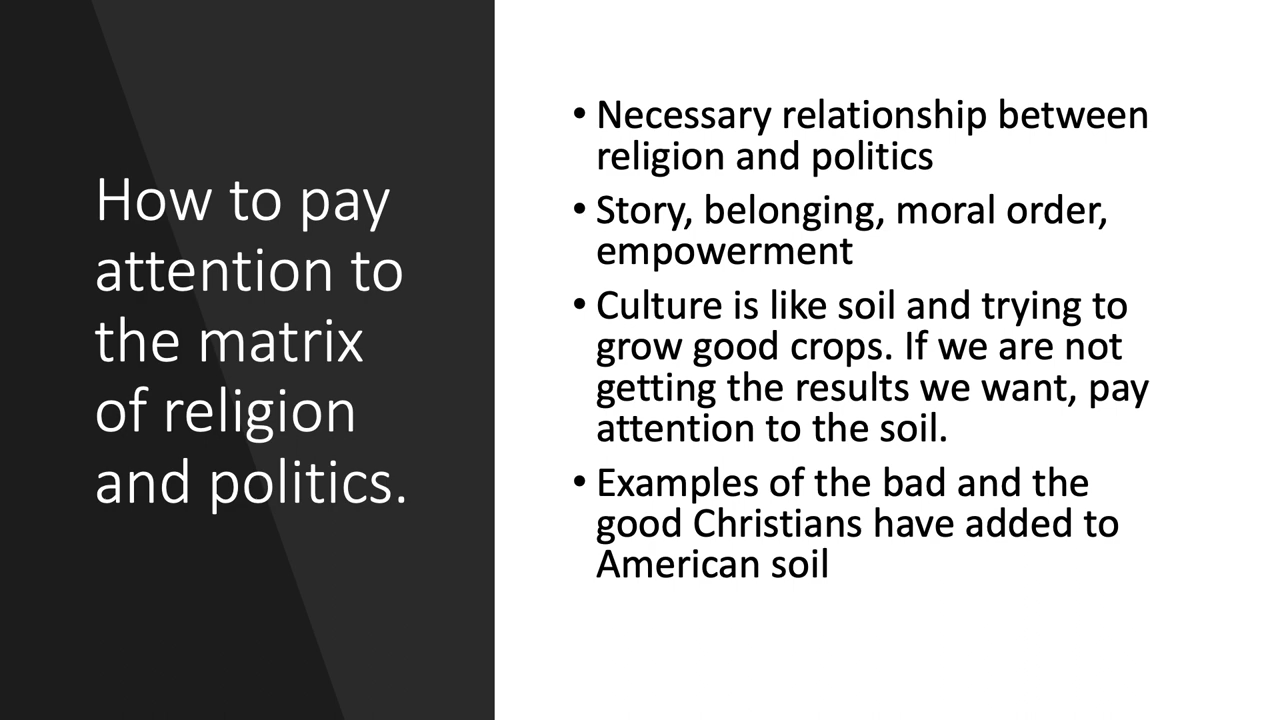 How to pay
attention to
the matrix
of religion
and politics.
• Necessary relationship between
religion and politics
• Story, belonging, moral order,
empowerment
• Culture is like soil and trying to
grow good crops. If we are not
getting the results we want, pay
attention to the soil.
• Examples of the bad and the
good Christians have added to
American soil